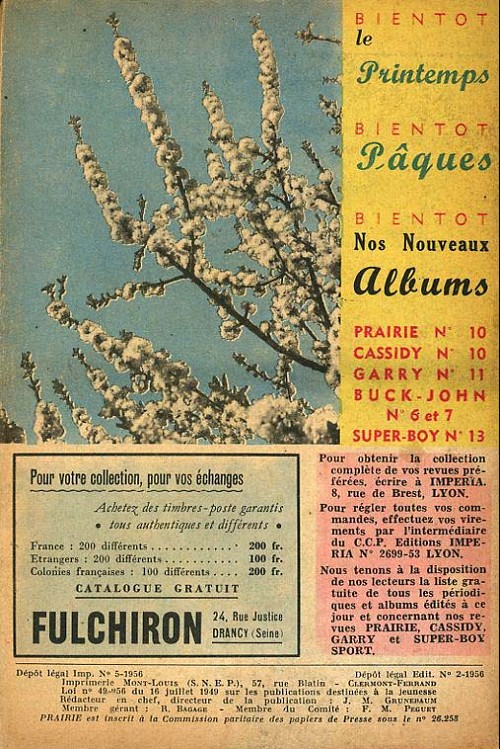 BIENTOT
le
Printemps
BIENTOT
Pâques
BIENTOT
Nos Nouveaux
Albums
PRAIRIE N° 10
CASSIDY N° 10
GARRY N° 11
BUCK-JOHN
N° 6 et 7
SUPER-BOY N° 13
Pour votre collection, pour vos échanges
Achetez des timbres-poste garantis
• tous authentiques et différents •
France : 200 différents ............ 200 fr.
Etrangers : 200 différents .......... 100 fr.
Colonies françaises : 100 différents .... 200 fr.
CATALOGUE GRATUIT
FULCHIRON
24, Rue Justice
DRANCY (Seine)
Pour obtenir la collection
complète de vos revues pré-
férées, écrire à IMPERIA.
8, rue de Brest, LYON.
Pour régler toutes vos com-
mandes, effectuez vos vire-
ments par l'intermédiaire
du C.C.P. Editions IMPE-
RIA N° 2699-53 LYON.
Nous tenons à la disposition
de nos lecteurs la liste gra-
tuite de tous les périodi-
ques et albums édités à ce
jour et concernant nos re-
vues PRAIRIE, CASSIDY,
GARRY et SUPER-BOY
SPORT.
Dépôt légal Imp. N° 5-1956 Dépôt légal Edit. N° 2-1956
Imprimerie MONT-LOUIS (S. N. E. P.), 57, rue Blatin - CLERMONT-FERRAND
Loi n° 49-956 du 16 juillet 1949 sur les publications destinées à la jeunesse
Rédacteur en chef, directeur de la publication : J. M. GRUNEBAUM
Membre gérant : R. BAGAGE - Membre du Comité : F. M. PEGUET
PRAIRIE est inscrit à la Commission paritaire des papiers de Presse sous le n° 26.253